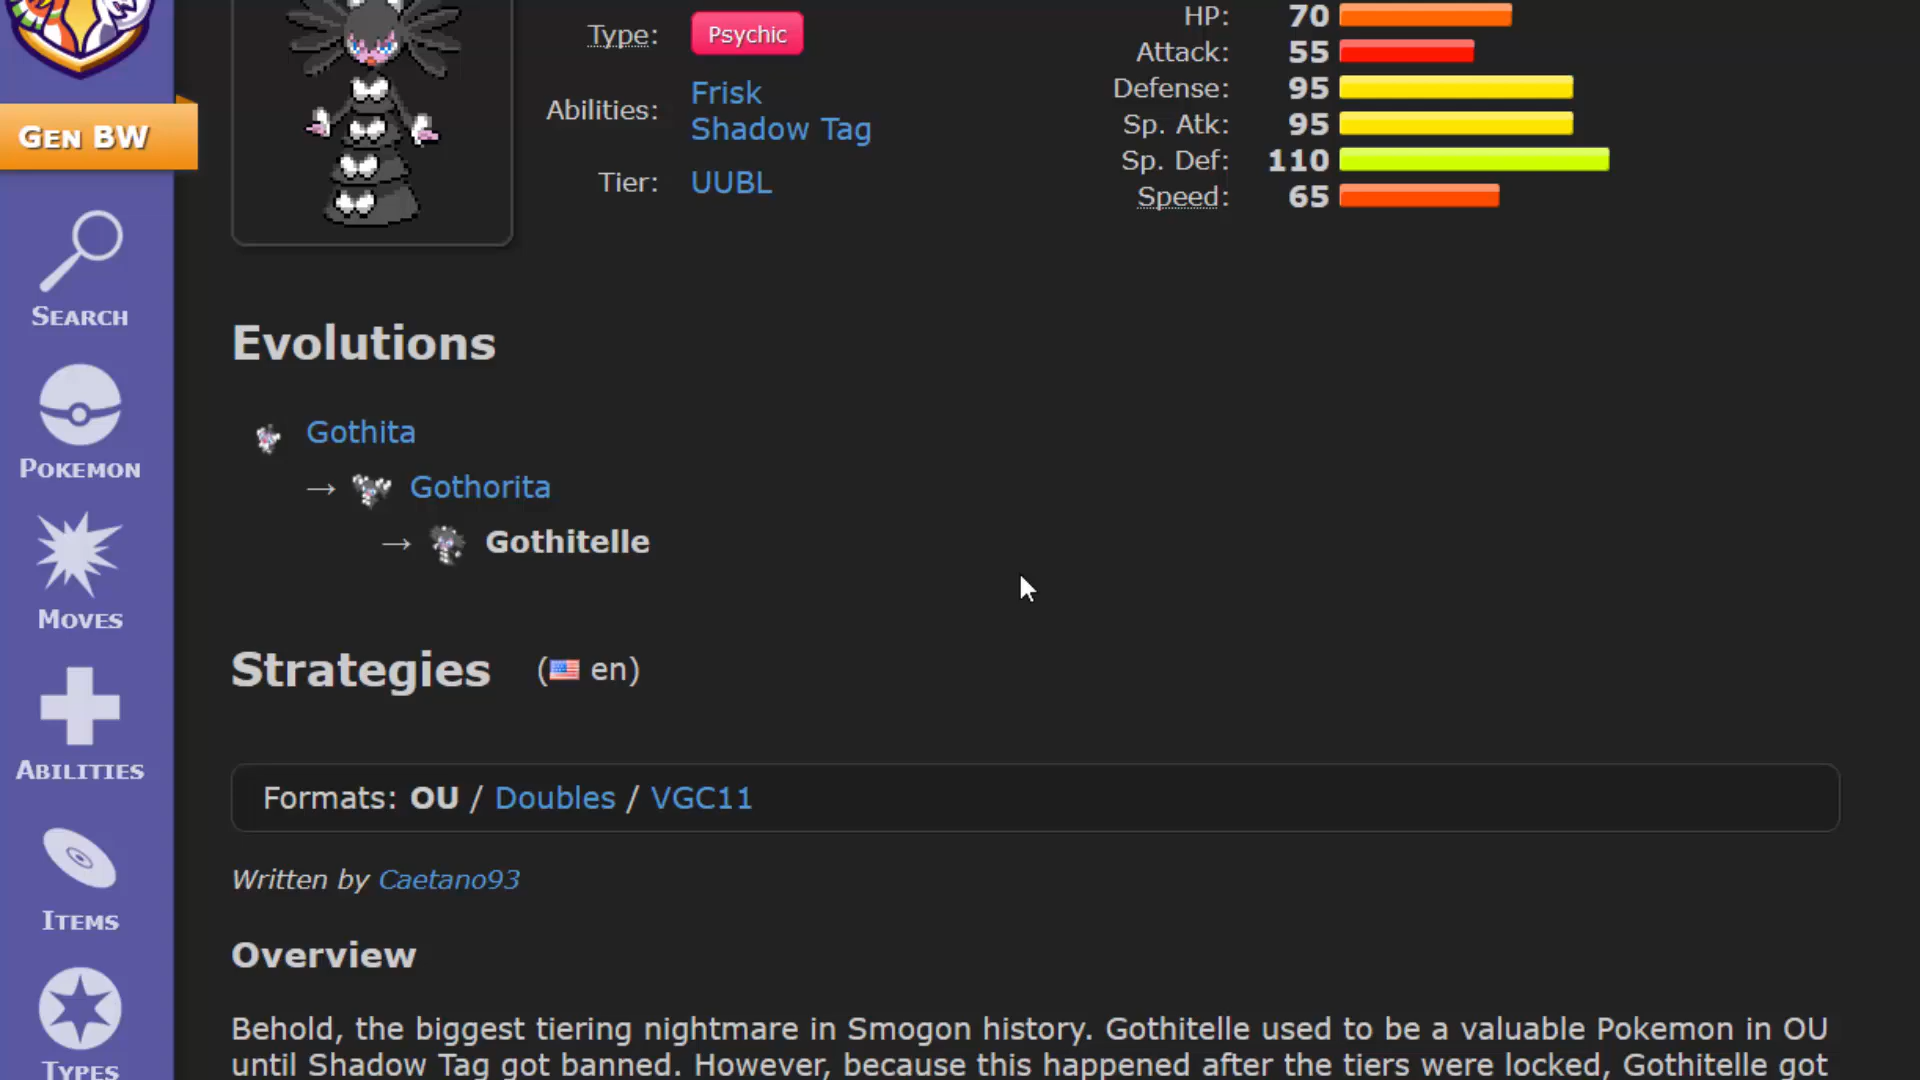 GEN BW
SEARCH
POKEMON
MOVES
ABILITIES
ITEMS
TYPES
Type: Psychic
Abilities: Frisk
Shadow Tag
Tier: UUBL
HP: 70
Attack: 55
Defense: 95
Sp. Atk: 95
Sp. Def: 110
Speed: 65
Evolutions
Gothita
→ Gothorita
→ Gothitelle
Strategies (en)
Formats: OU / Doubles / VGC11
Written by Caetano93
Overview
Behold, the biggest tiering nightmare in Smogon history. Gothitelle used to be a valuable Pokemon in OU
until Shadow Tag got banned. However, because this happened after the tiers were locked, Gothitelle got